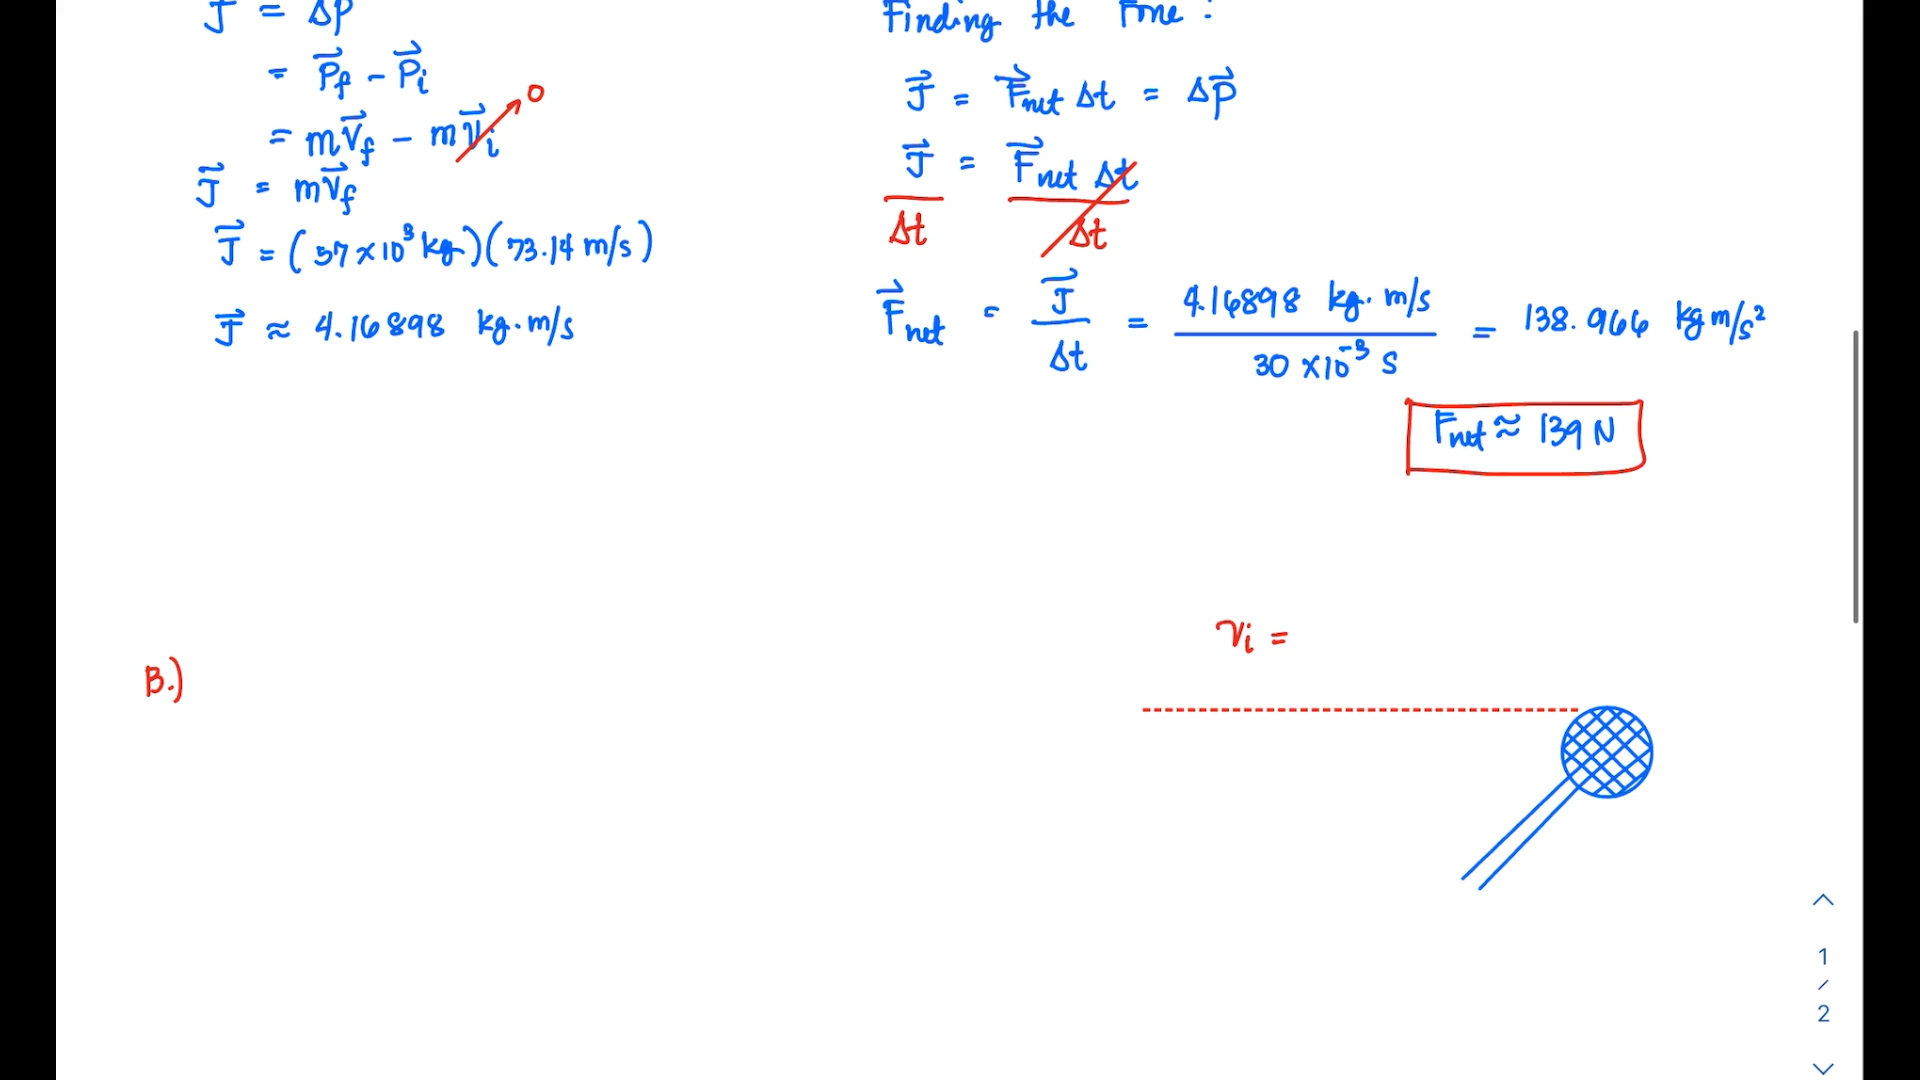 J = Δp
= P⃗f - P⃗i
= mV⃗f - mV⃗i 0
J⃗ = mV⃗f
J⃗ = (57 x 10³ kg)(73.14 m/s)
J⃗ ≈ 4.16898 kg·m/s
Finding the Force :
J⃗ = F⃗net Δt = Δp⃗
J⃗ = F⃗net Δt
Δt Δt
F⃗net = J⃗ / Δt = 4.16898 kg·m/s / 30 x 10⁻³ s = 138.966 kg m/s²
Fnet ≈ 139 N
Vi =
B.)
1
/
2